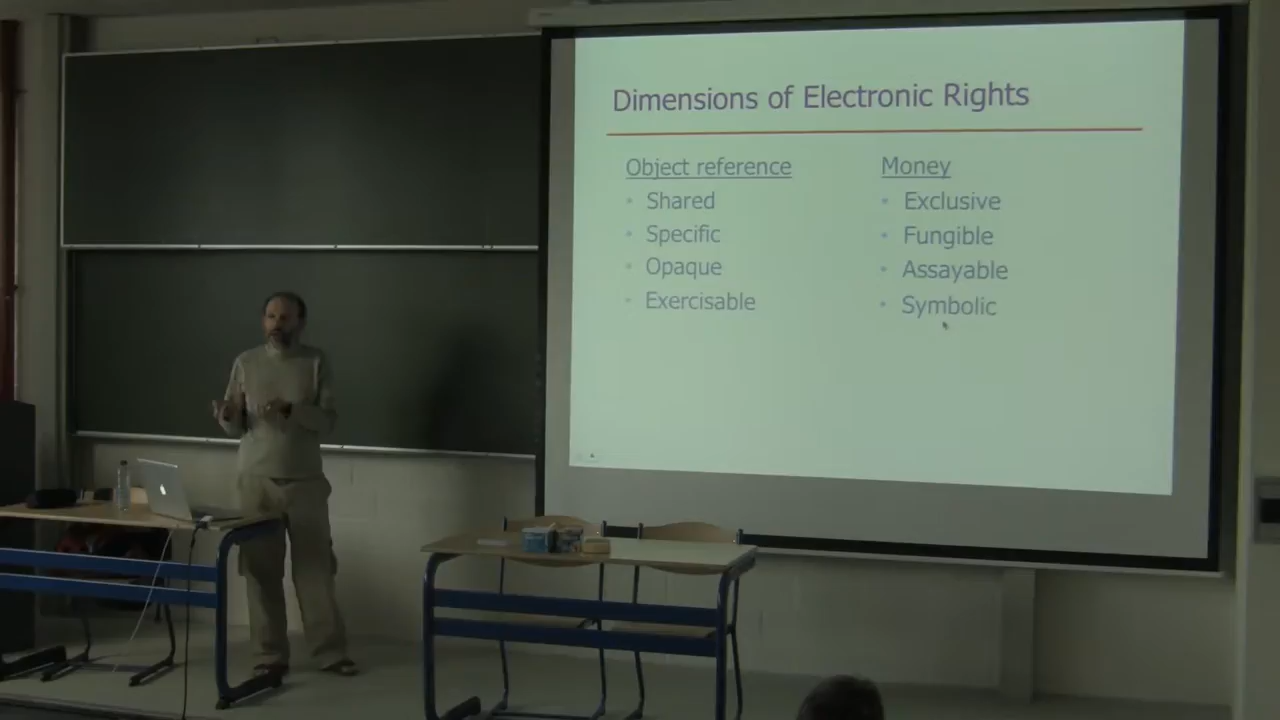 Dimensions of Electronic Rights
Object reference
• Shared
• Specific
• Opaque
• Exercisable
Money
• Exclusive
• Fungible
• Assayable
• Symbolic